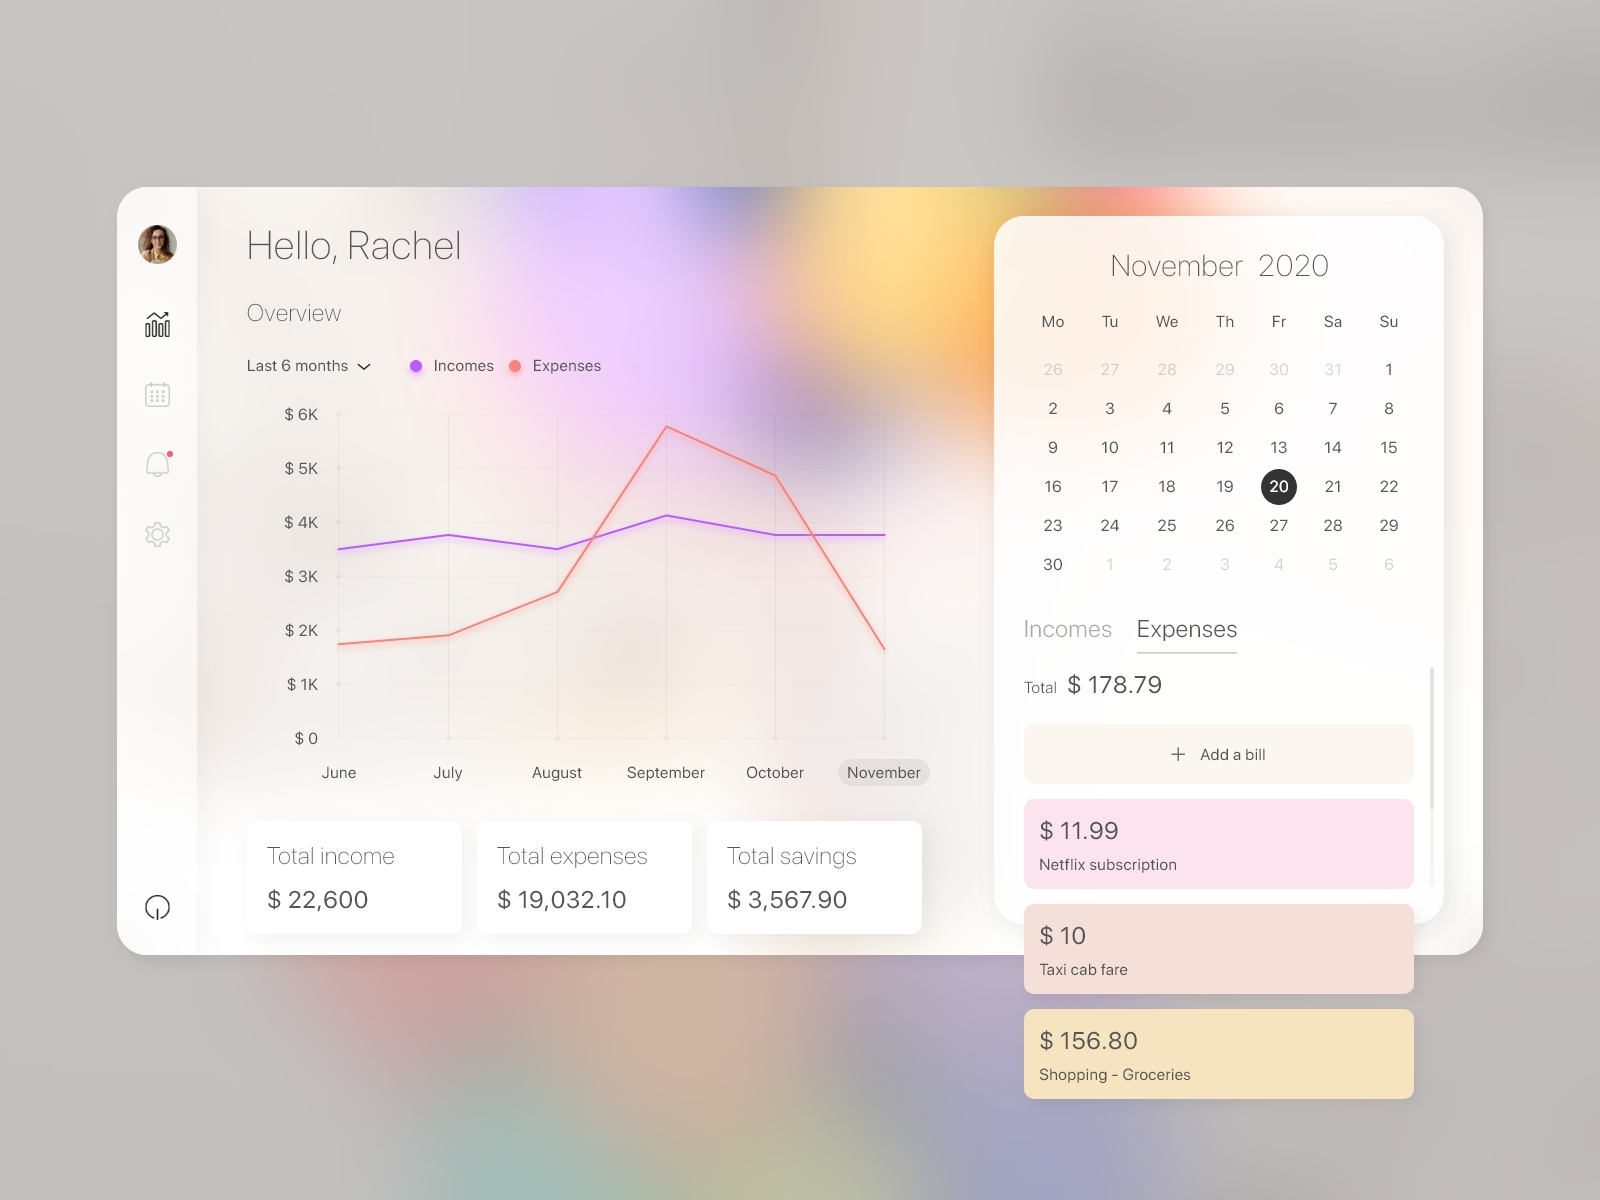 Hello, Rachel
Overview
Last 6 months
Incomes
Expenses
$ 6K
$ 5K
$ 4K
$ 3K
$ 2K
$ 1K
$ 0
June July August September October November
Total income
$ 22,600
Total expenses
$ 19,032.10
Total savings
$ 3,567.90
November 2020
Mo Tu We Th Fr Sa Su
26 27 28 29 30 31 1
2 3 4 5 6 7 8
9 10 11 12 13 14 15
16 17 18 19 20 21 22
23 24 25 26 27 28 29
30 1 2 3 4 5 6
Incomes Expenses
Total $ 178.79
+ Add a bill
$ 11.99
Netflix subscription
$ 10
Taxi cab fare
$ 156.80
Shopping - Groceries